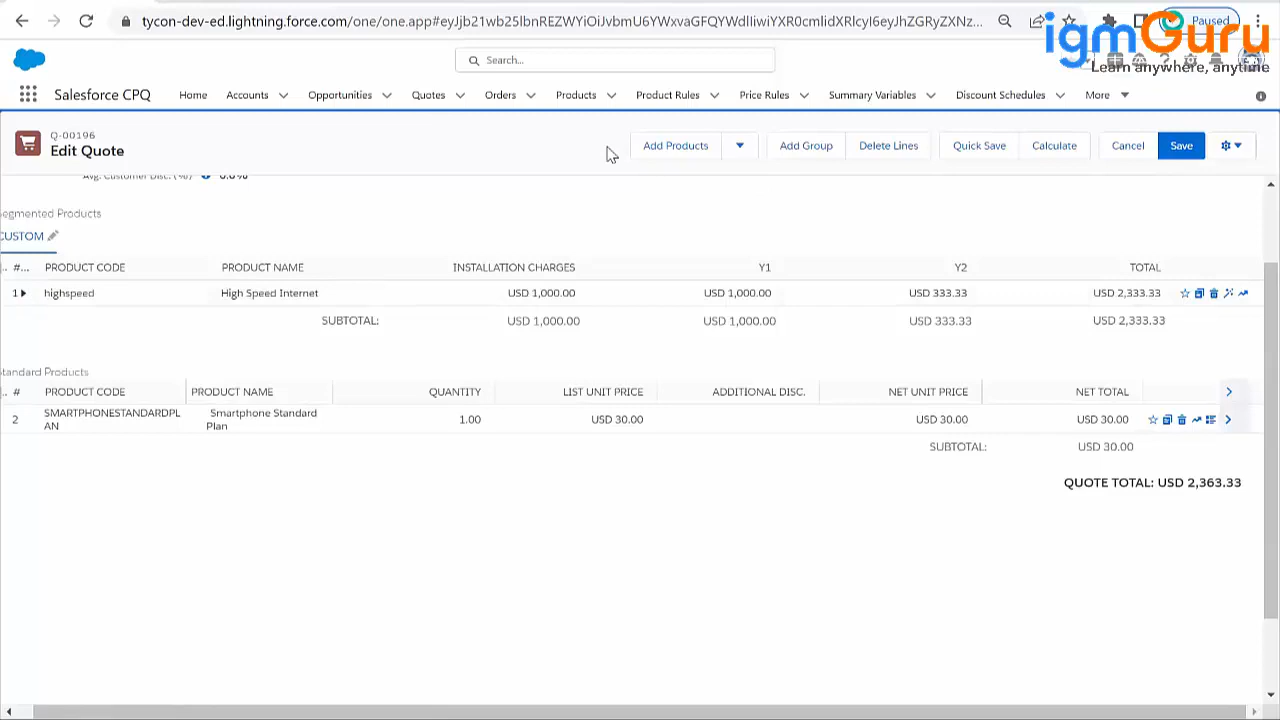 tycon-dev-ed.lightning.force.com/one/one.app#eyJjb21wb25lbnREZWYiOiJvbmU6YWxvaGFQYWdlIiwiYXR0cmlidXRlcyI6eyJhZGRyZXNz...
Paused
igmGuru
Learn anywhere, anytime
Search...
Salesforce CPQ Home Accounts Opportunities Quotes Orders Products Product Rules Price Rules Summary Variables Discount Schedules More
Q-00196
Edit Quote
Add Products Add Group Delete Lines Quick Save Calculate Cancel Save
Avg. Customer Disc. (%) 0.0%
egmented Products
CUSTOM
#... PRODUCT CODE PRODUCT NAME INSTALLATION CHARGES Y1 Y2 TOTAL
1 highspeed High Speed Internet USD 1,000.00 USD 1,000.00 USD 333.33 USD 2,333.33
SUBTOTAL: USD 1,000.00 USD 1,000.00 USD 333.33 USD 2,333.33
tandard Products
# PRODUCT CODE PRODUCT NAME QUANTITY LIST UNIT PRICE ADDITIONAL DISC. NET UNIT PRICE NET TOTAL
2 SMARTPHONESTANDARDPL Smartphone Standard 1.00 USD 30.00 USD 30.00 USD 30.00
AN Plan
SUBTOTAL: USD 30.00
QUOTE TOTAL: USD 2,363.33